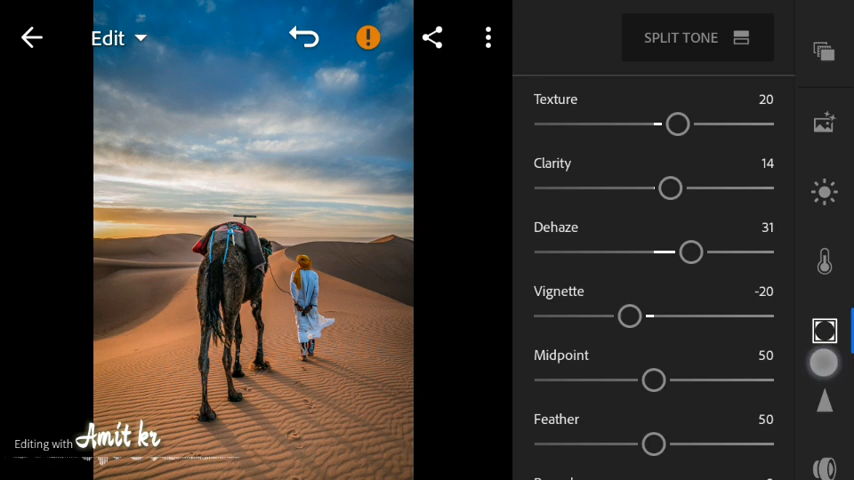 Edit
SPLIT TONE
Texture 20
Clarity 14
Dehaze 31
Vignette -20
Midpoint 50
Feather 50
Editing with Amit kr